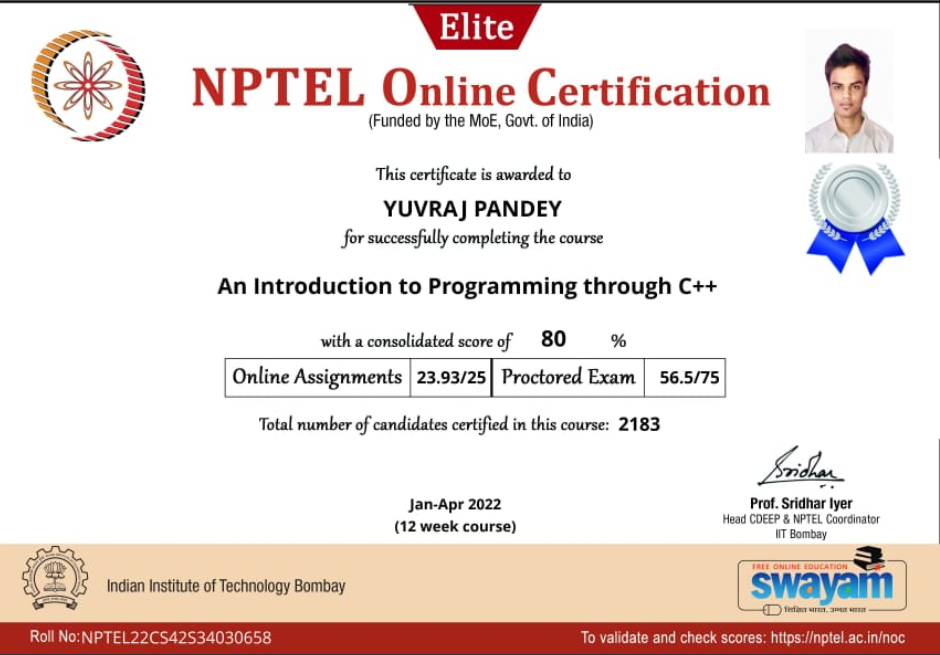 Elite
NPTEL Online Certification
(Funded by the MoE, Govt. of India)
This certificate is awarded to
YUVRAJ PANDEY
for successfully completing the course
An Introduction to Programming through C++
with a consolidated score of 80 %
Online Assignments 23.93/25 Proctored Exam 56.5/75
Total number of candidates certified in this course: 2183
Sridhar
Jan-Apr 2022
(12 week course)
Prof. Sridhar Iyer
Head CDEEP & NPTEL Coordinator
IIT Bombay
Indian Institute of Technology Bombay
FREE ONLINE EDUCATION
swayam
शिक्षित भारत, उन्नत भारत
Roll No: NPTEL22CS42S34030658
To validate and check scores: https://nptel.ac.in/noc